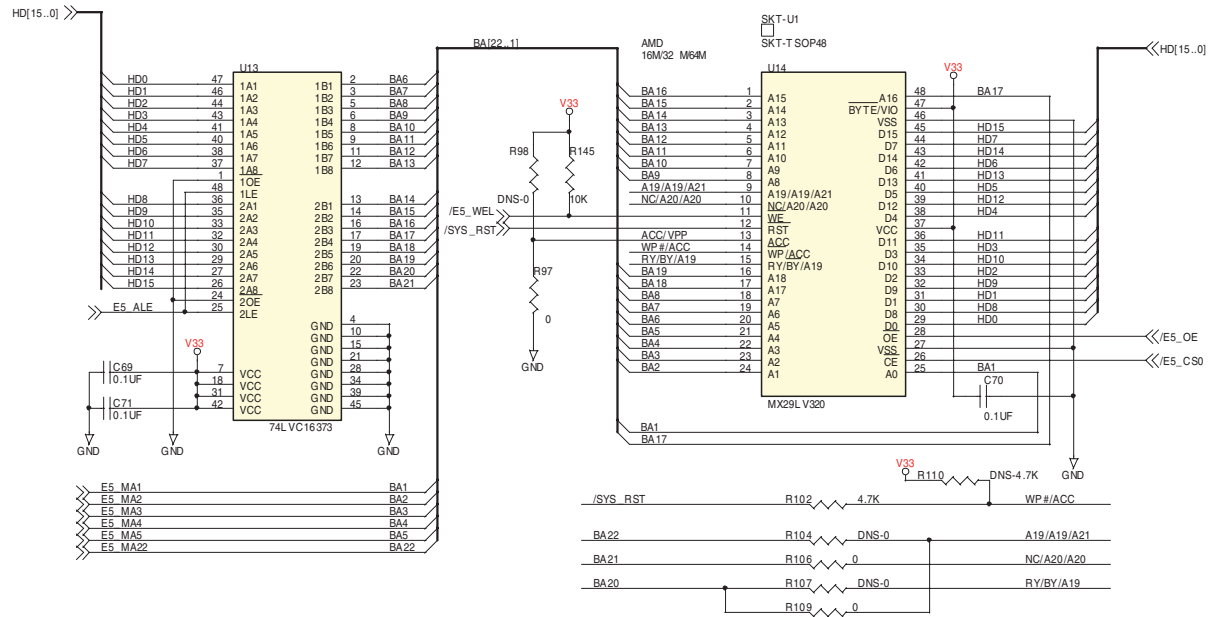 HD[15..0]
BA[22..1]
SKT-U1
SKT-TSOP48
AMD
16M/32 M/64M
HD[15..0]
U13
HD0 47 1A1 1B1 2 BA6
HD1 46 1A2 1B2 3 BA7
HD2 44 1A3 1B3 5 BA8
HD3 43 1A4 1B4 6 BA9
HD4 41 1A5 1B5 8 BA10
HD5 40 1A6 1B6 9 BA11
HD6 38 1A7 1B7 11 BA12
HD7 37 1A8 1B8 12 BA13
1 1OE
48 1LE
HD8 36 2A1 2B1 13 BA14
HD9 35 2A2 2B2 14 BA15
HD10 33 2A3 2B3 16 BA16
HD11 32 2A4 2B4 17 BA17
HD12 30 2A5 2B5 19 BA18
HD13 29 2A6 2B6 20 BA19
HD14 27 2A7 2B7 22 BA20
HD15 26 2A8 2B8 23 BA21
24 2OE
E5_ALE 25 2LE
GND 4
GND 10
GND 15
GND 21
7 VCC GND 28
18 VCC GND 34
31 VCC GND 39
42 VCC GND 45
74LVC16373
V33
C69
0.1UF
C71
0.1UF
GND
GND
GND
E5_MA1 BA1
E5_MA2 BA2
E5_MA3 BA3
E5_MA4 BA4
E5_MA5 BA5
E5_MA22 BA22
V33
R98
DNS-0
R145
10K
/E5_WEL
/SYS_RST
R97
0
GND
U14
V33
BA16 1 A15 A16 48 BA17
BA15 2 A14 BYTE/VIO 47
BA14 3 A13 VSS 46
BA13 4 A12 D15 45 HD15
BA12 5 A11 D7 44 HD7
BA11 6 A10 D14 43 HD14
BA10 7 A9 D6 42 HD6
BA9 8 A8 D13 41 HD13
A19/A19/A21 9 A19/A19/A21 D5 40 HD5
NC/A20/A20 10 NC/A20/A20 D12 39 HD12
11 WE D4 38 HD4
12 RST VCC 37
ACC/VPP 13 ACC D11 36 HD11
WP#/ACC 14 WP/ACC D3 35 HD3
RY/BY/A19 15 RY/BY/A19 D10 34 HD10
BA19 16 A18 D2 33 HD2
BA18 17 A17 D9 32 HD9
BA8 18 A7 D1 31 HD1
BA7 19 A6 D8 30 HD8
BA6 20 A5 D0 29 HD0
BA5 21 A4 OE 28 /E5_OE
BA4 22 A3 VSS 27
BA3 23 A2 CE 26 /E5_CS0
BA2 24 A1 A0 25 BA1
MX29LV320
C70
0.1UF
BA1
BA17
GND
V33
R110 DNS-4.7K
/SYS_RST R102 4.7K WP#/ACC
BA22 R104 DNS-0 A19/A19/A21
BA21 R106 0 NC/A20/A20
BA20 R107 DNS-0 RY/BY/A19
R109 0